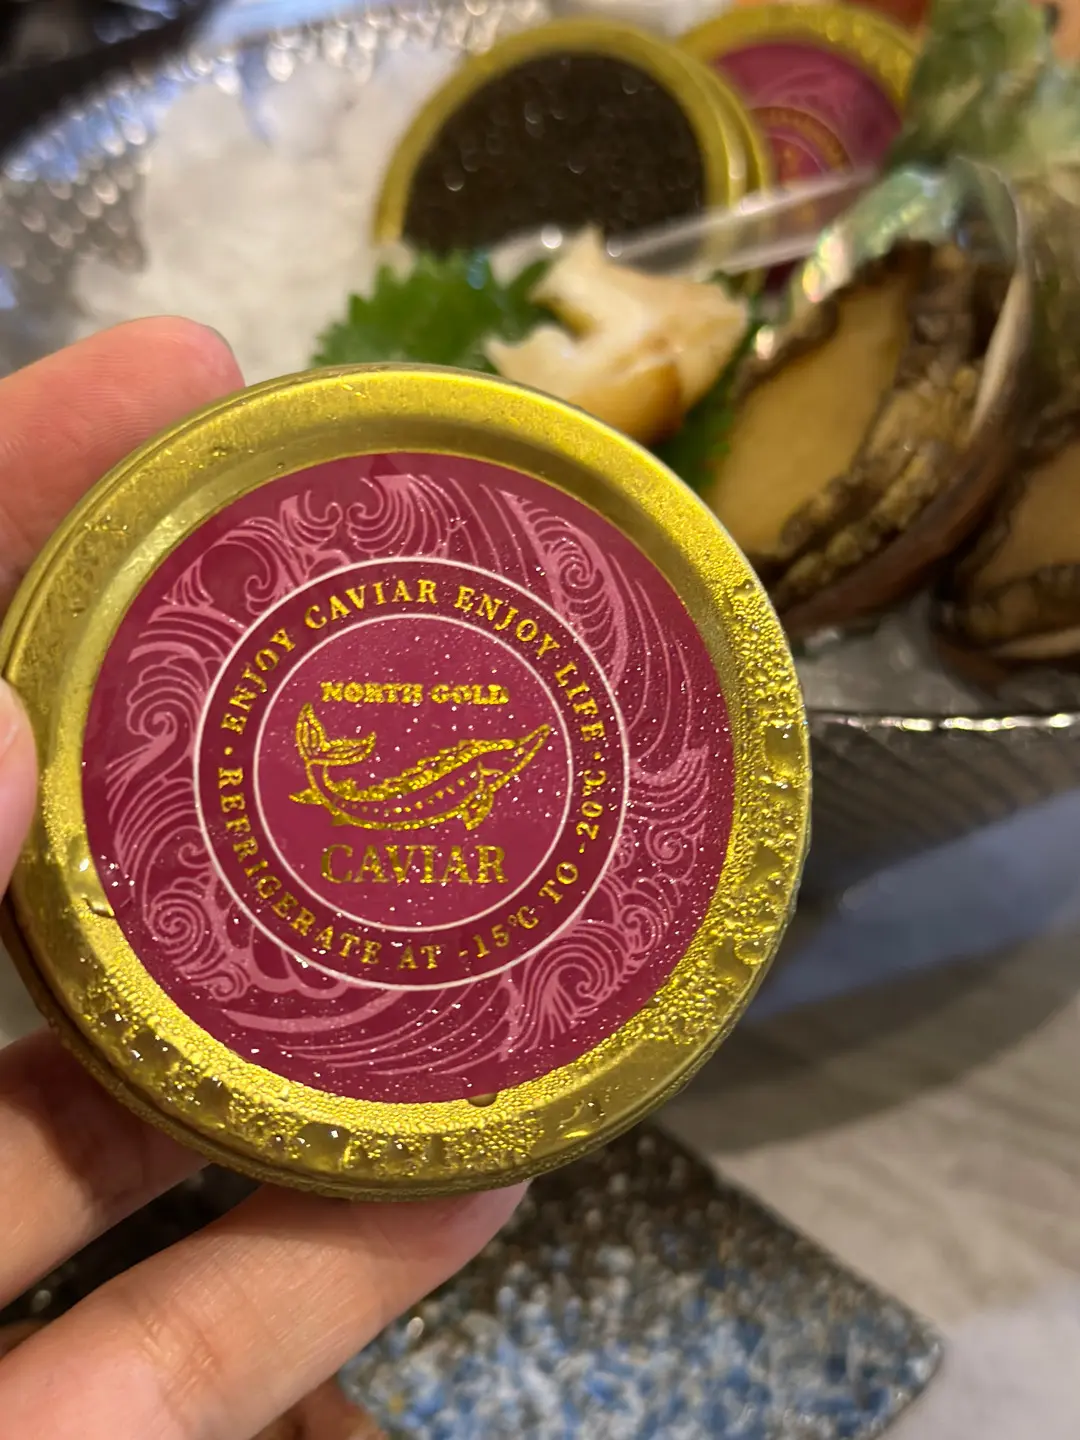 · ENJOY CAVIAR ENJOY LIFE ·
NORTH GOLD
CAVIAR
REFRIGERATE AT -15℃ TO -20℃